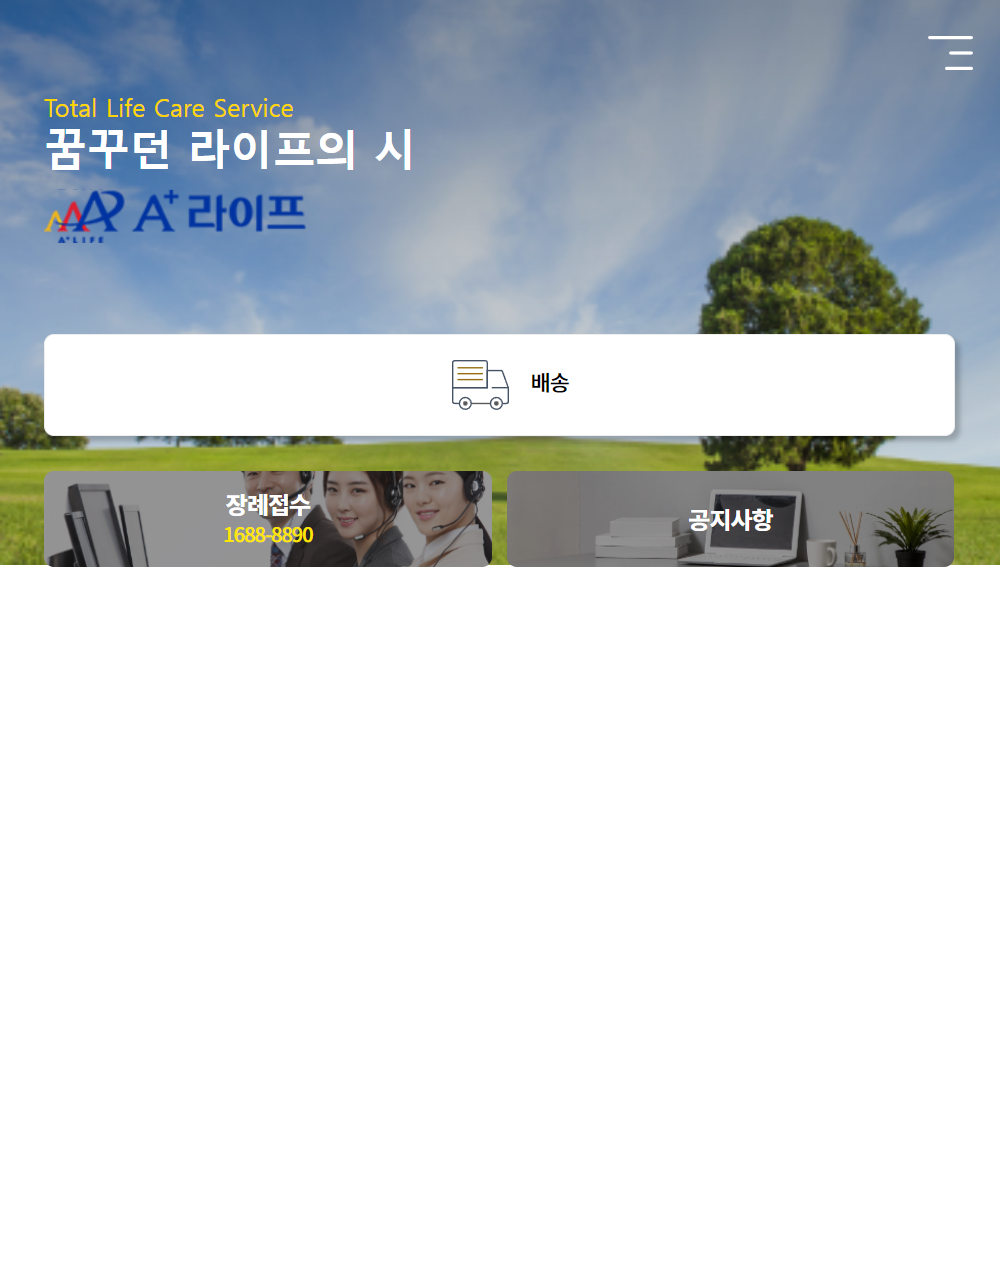 Total Life Care Service
꿈꾸던 라이프의 시
A+LIFE A+ 라이프
배송
장례접수
1688-8890
공지사항